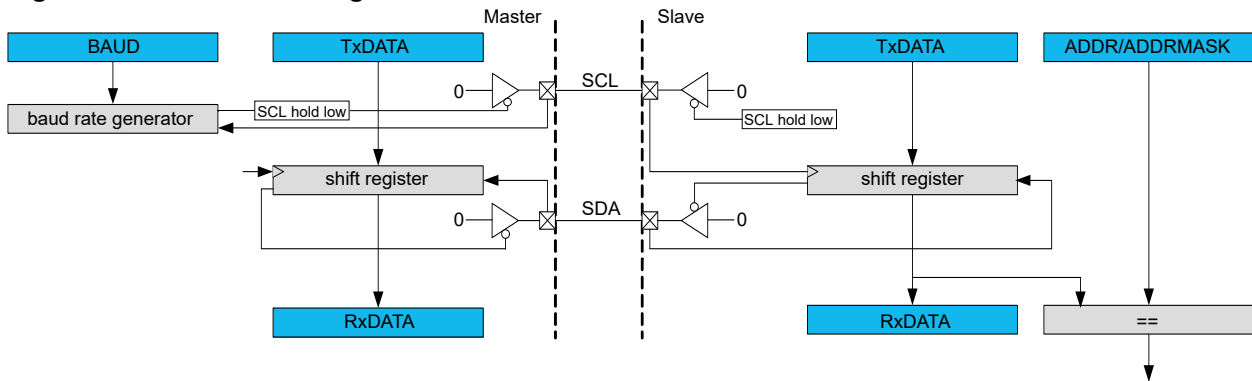 Master Slave
BAUD TxDATA TxDATA ADDR/ADDRMASK
SCL
0 0
SCL hold low
baud rate generator
SCL hold low
shift register shift register
SDA
0 0
RxDATA RxDATA ==